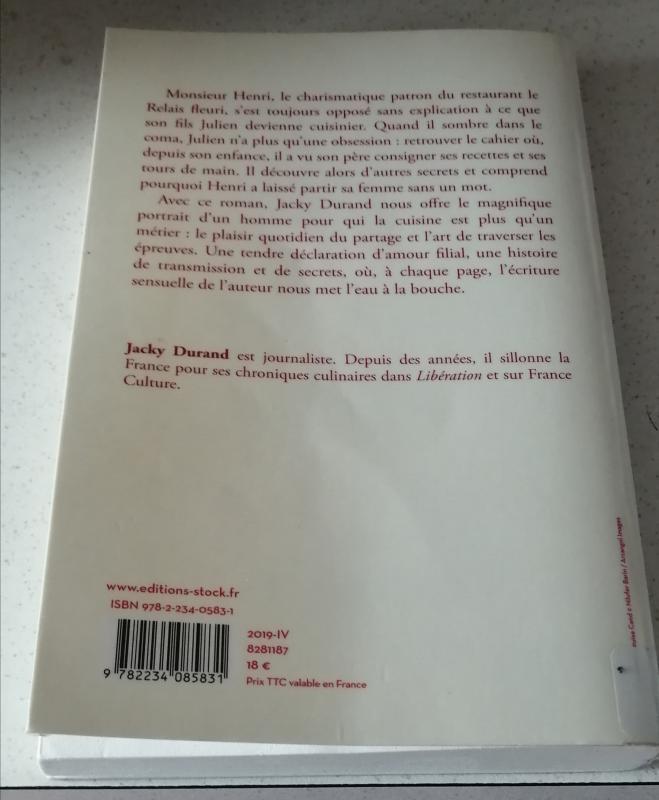 Monsieur Henri, le charismatique patron du restaurant le
Relais fleuri, s'est toujours opposé sans explication à ce que
son fils Julien devienne cuisinier. Quand il sombre dans le
coma, Julien n'a plus qu'une obsession : retrouver le cahier où,
depuis son enfance, il a vu son père consigner ses recettes et ses
tours de main. Il découvre alors d'autres secrets et comprend
pourquoi Henri a laissé partir sa femme sans un mot.
Avec ce roman, Jacky Durand nous offre le magnifique
portrait d'un homme pour qui la cuisine est plus qu'un
métier : le plaisir quotidien du partage et l'art de traverser les
épreuves. Une tendre déclaration d'amour filial, une histoire
de transmission et de secrets, où, à chaque page, l'écriture
sensuelle de l'auteur nous met l'eau à la bouche.
Jacky Durand est journaliste. Depuis des années, il sillonne la
France pour ses chroniques culinaires dans Libération et sur France
Culture.
www.editions-stock.fr
ISBN 978-2-234-0583-1
2019-IV
8281187
18 €
Prix TTC valable en France
9 782234 085831
/ Arcangel Images